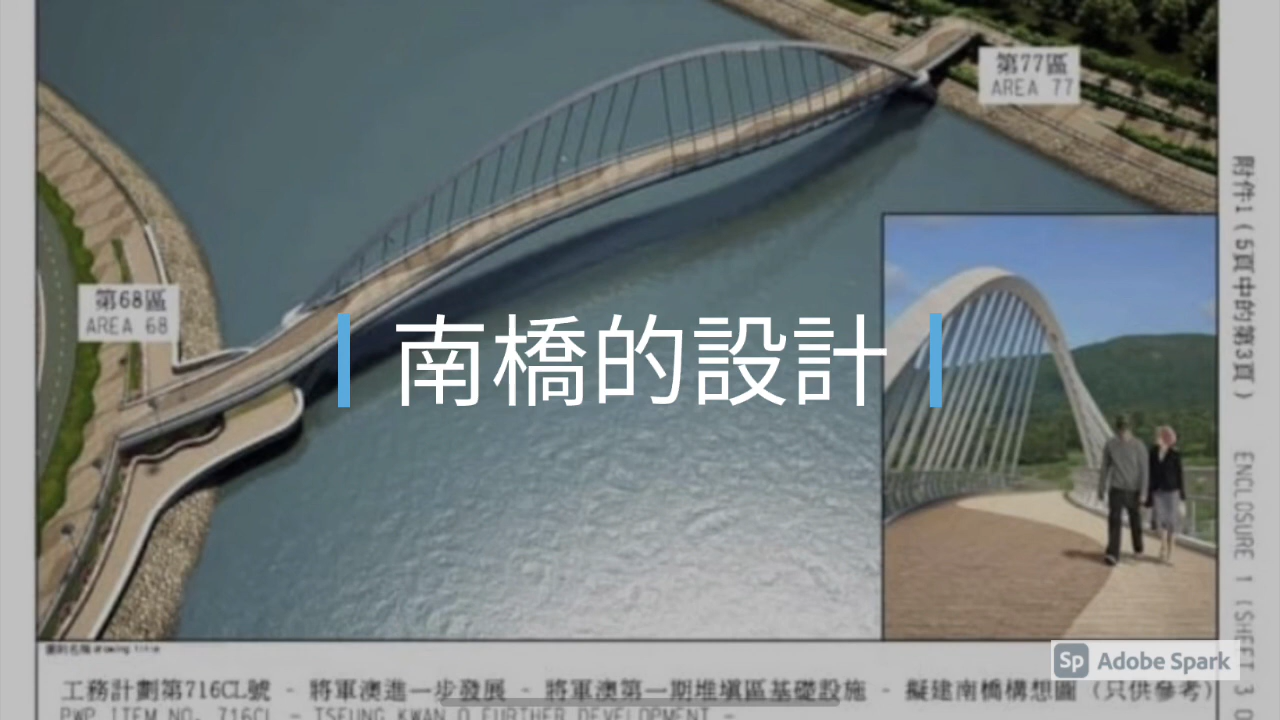 第77區
AREA 77
第68區
AREA 68
南橋的設計
附件1(5頁中的第3頁)
ENCLOSURE 1 (SHEET 3 O
Sp Adobe Spark
工務計劃第716CL號 - 將軍澳進一步發展 - 將軍澳第一期堆填區基礎設施 - 擬建南橋構想圖 (只供參考)
PWP ITEM NO. 716CL - TSEUNG KWAN O FURTHER DEVELOPMENT -